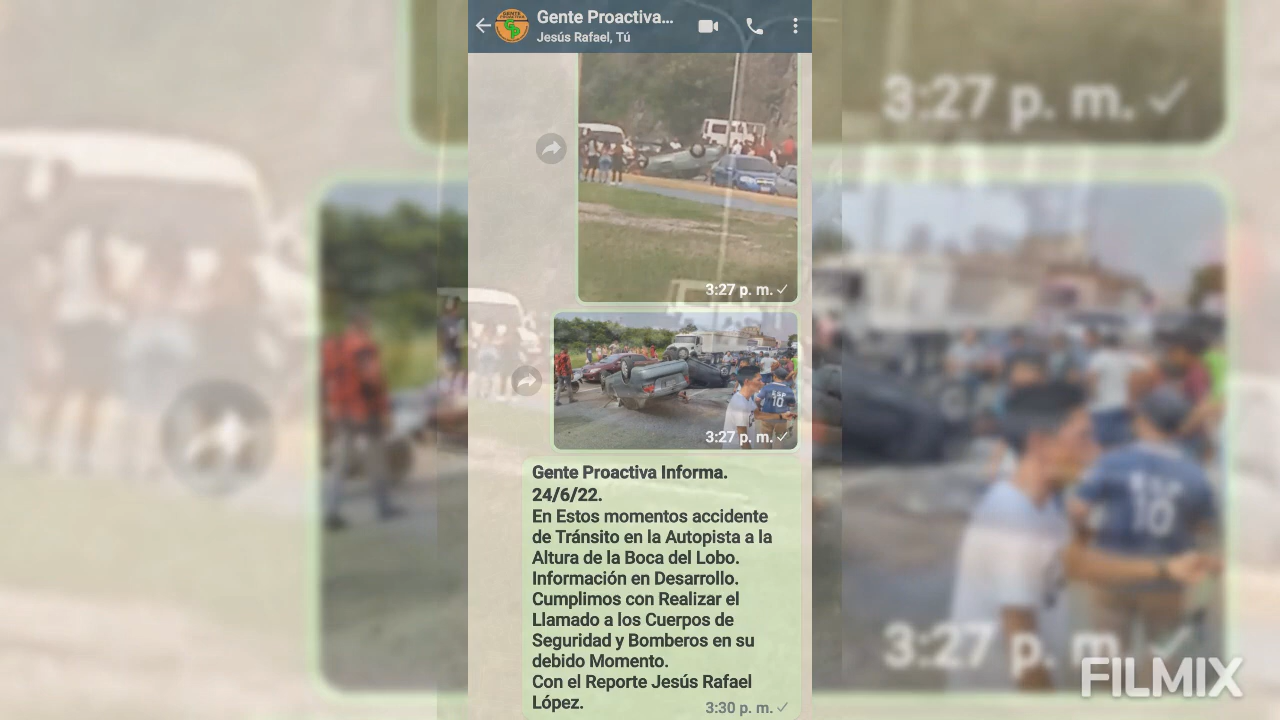 Gente Proactiva...
Jesús Rafael, Tú
3:27 p. m.
3:27 p. m.
ESP
10
3:27 p. m.
Gente Proactiva Informa.
24/6/22.
En Estos momentos accidente
de Tránsito en la Autopista a la
Altura de la Boca del Lobo.
Información en Desarrollo.
Cumplimos con Realizar el
Llamado a los Cuerpos de
Seguridad y Bomberos en su
debido Momento.
Con el Reporte Jesús Rafael
López.
3:30 p. m.
10
3:27 p. m.
FILMIX